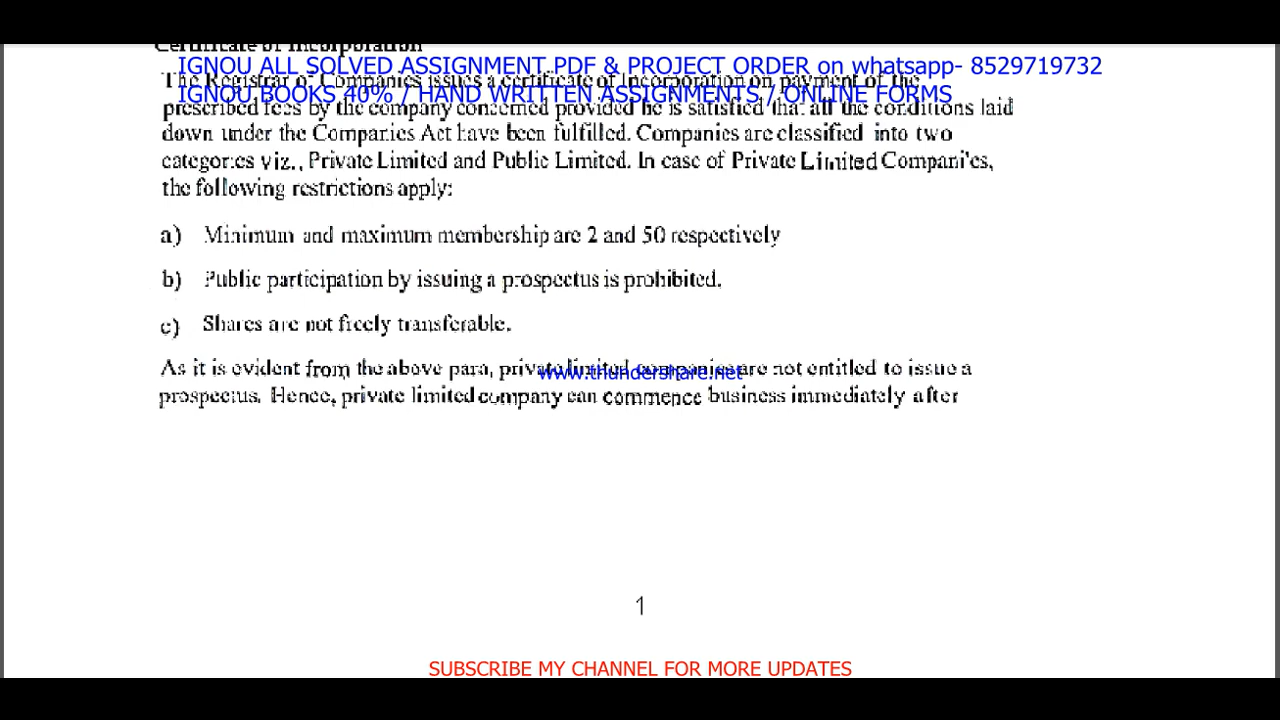 Certificate of Incorporation
IGNOU ALL SOLVED ASSIGNMENT PDF & PROJECT ORDER on whatsapp- 8529719732
The Registrar of Companies issues a certificate of Incorporation on payment of the
IGNOU BOOKS 40% / HAND WRITTEN ASSIGNMENTS / ONLINE FORMS
prescribed fees by the company concerned provided he is satisfied that all the conditions laid
down under the Companies Act have been fulfilled. Companies are classified into two
categories viz., Private Limited and Public Limited. In case of Private Limited Companies,
the following restrictions apply:
a) Minimum and maximum membership are 2 and 50 respectively
b) Public participation by issuing a prospectus is prohibited.
c) Shares are not freely transferable.
As it is evident from the above para, private limited companies are not entitled to issue a
www.thundershare.net
prospectus. Hence, private limited company can commence business immediately after
1
SUBSCRIBE MY CHANNEL FOR MORE UPDATES